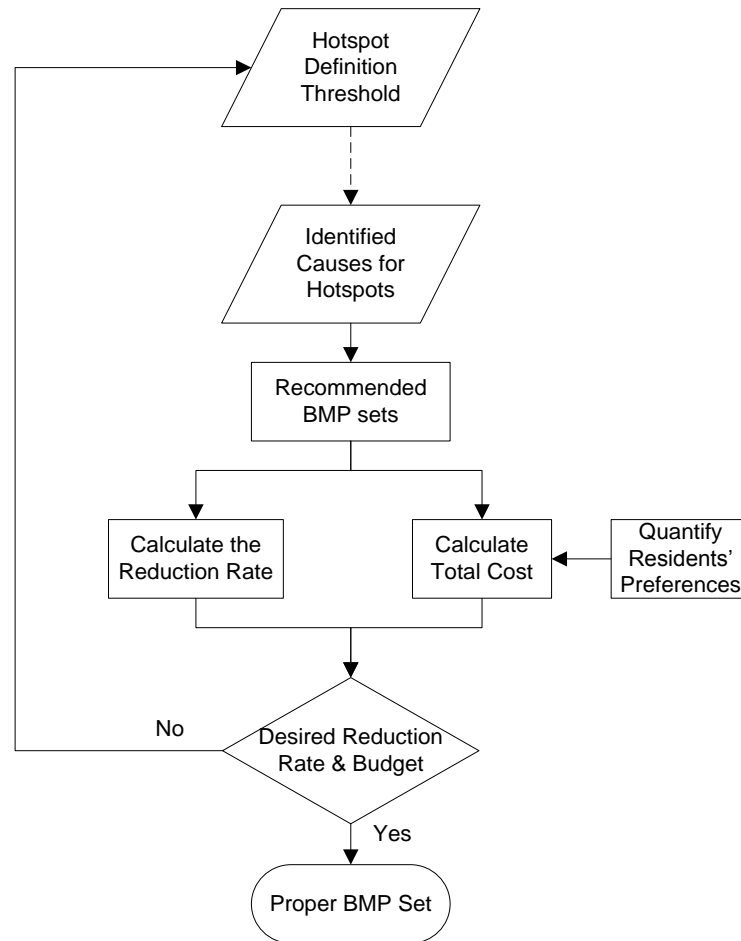 Hotspot
Definition
Threshold
Identified
Causes for
Hotspots
Recommended
BMP sets
Calculate the
Reduction Rate
Calculate
Total Cost
Quantify
Residents’
Preferences
No
Desired Reduction
Rate & Budget
Yes
Proper BMP Set